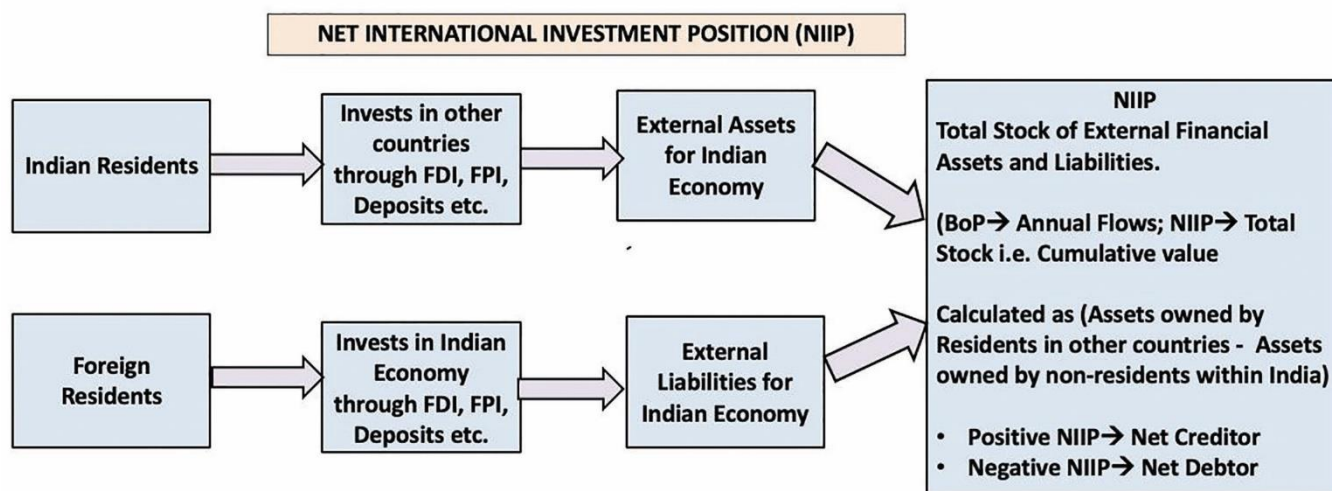 NET INTERNATIONAL INVESTMENT POSITION (NIIP)
Indian Residents
Invests in other
countries
through FDI, FPI,
Deposits etc.
External Assets
for Indian
Economy
Foreign
Residents
Invests in Indian
Economy
through FDI, FPI,
Deposits etc.
External
Liabilities for
Indian Economy
NIIP
Total Stock of External Financial
Assets and Liabilities.
(BoP→ Annual Flows; NIIP→ Total
Stock i.e. Cumulative value
Calculated as (Assets owned by
Residents in other countries - Assets
owned by non-residents within India)
• Positive NIIP→ Net Creditor
• Negative NIIP→ Net Debtor